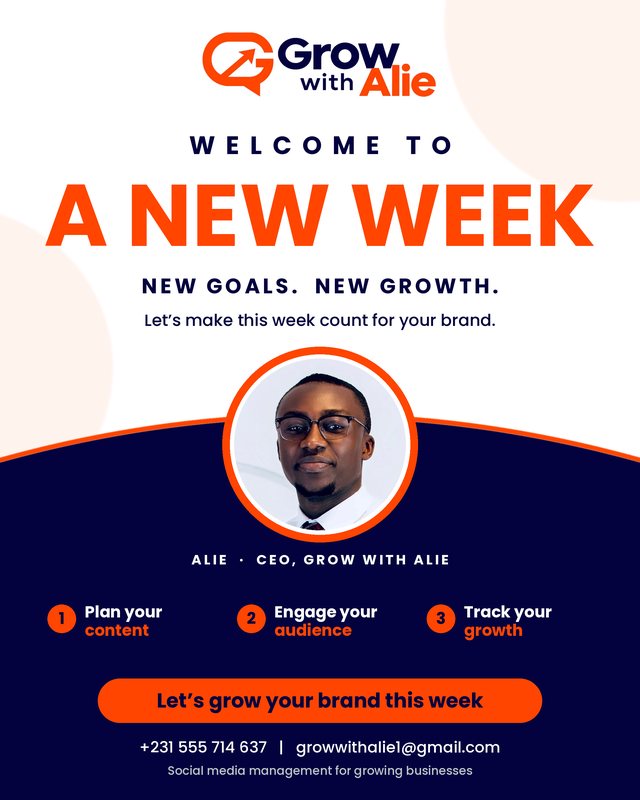 Grow
with Alie
WELCOME TO
A NEW WEEK
NEW GOALS. NEW GROWTH.
Let’s make this week count for your brand.
ALIE · CEO, GROW WITH ALIE
1 Plan your content
2 Engage your audience
3 Track your growth
Let’s grow your brand this week
+231 555 714 637 | growwithalie1@gmail.com
Social media management for growing businesses